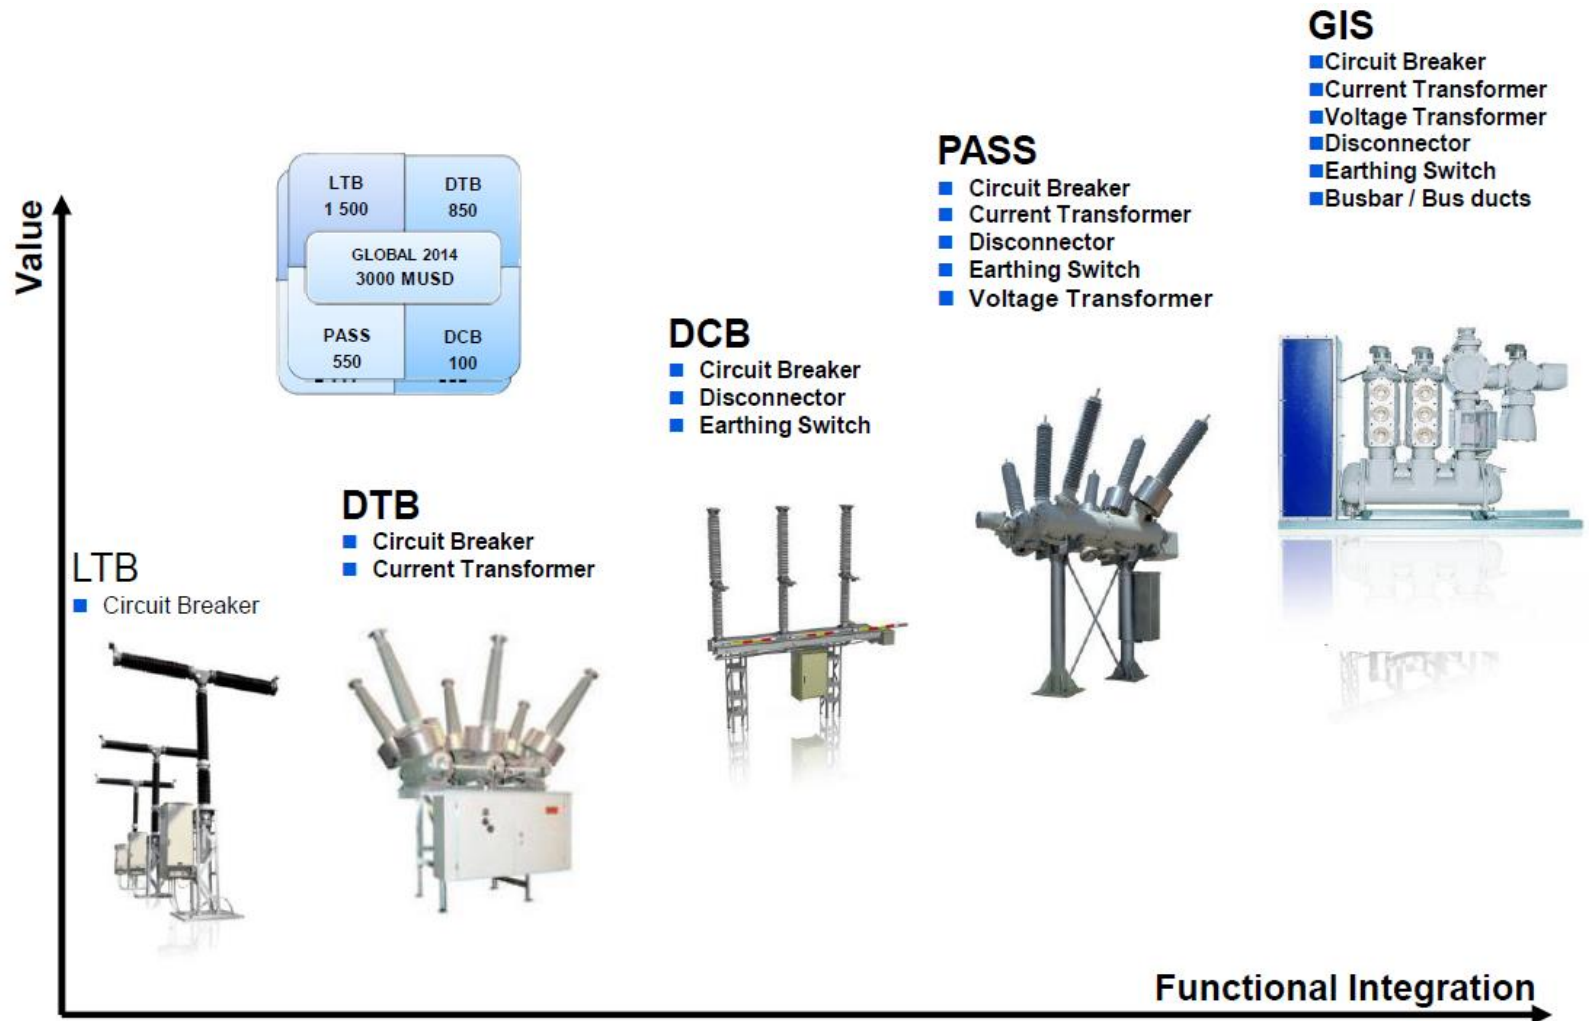 GIS
Circuit Breaker
Current Transformer
Voltage Transformer
Disconnector
Earthing Switch
Busbar / Bus ducts
PASS
Circuit Breaker
Current Transformer
Disconnector
Earthing Switch
Voltage Transformer
LTB
1 500
DTB
850
GLOBAL 2014
3000 MUSD
PASS
550
DCB
100
Value
DCB
Circuit Breaker
Disconnector
Earthing Switch
DTB
Circuit Breaker
Current Transformer
LTB
Circuit Breaker
Functional Integration